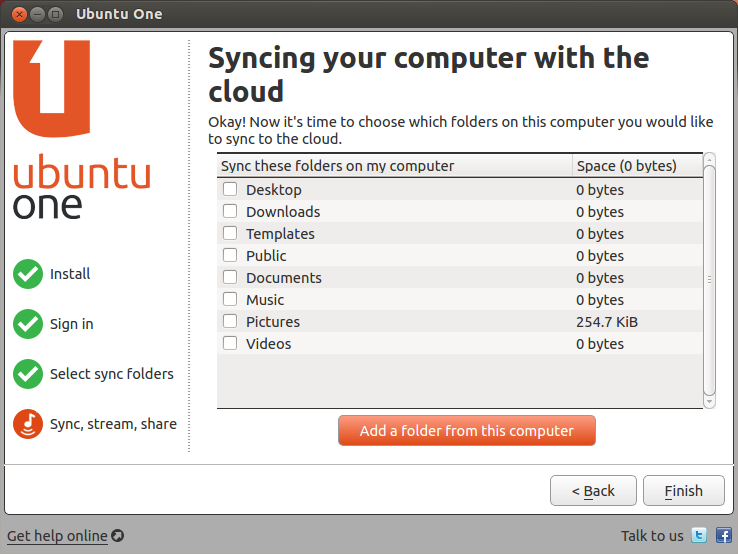 Ubuntu One
ubuntu
one
Install
Sign in
Select sync folders
Sync, stream, share
Syncing your computer with the
cloud
Okay! Now it's time to choose which folders on this computer you would like
to sync to the cloud.
Sync these folders on my computer Space (0 bytes)
Desktop 0 bytes
Downloads 0 bytes
Templates 0 bytes
Public 0 bytes
Documents 0 bytes
Music 0 bytes
Pictures 254.7 KiB
Videos 0 bytes
Add a folder from this computer
< Back Finish
Get help online Talk to us